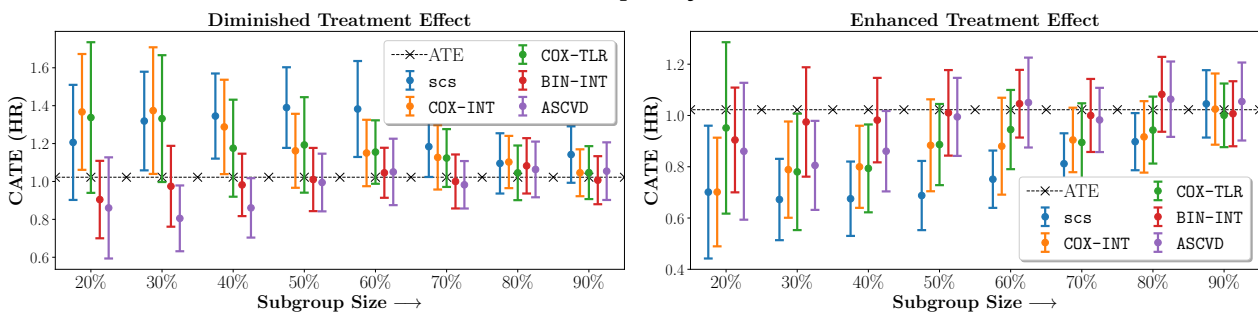 Diminished Treatment Effect
CATE (HR)
1.6
1.4
1.2
1.0
0.8
0.6
ATE
scs
COX-INT
COX-TLR
BIN-INT
ASCVD
20% 30% 40% 50% 60% 70% 80% 90%
Subgroup Size →
Enhanced Treatment Effect
CATE (HR)
1.2
1.0
0.8
0.6
0.4
ATE
scs
COX-INT
COX-TLR
BIN-INT
ASCVD
20% 30% 40% 50% 60% 70% 80% 90%
Subgroup Size →